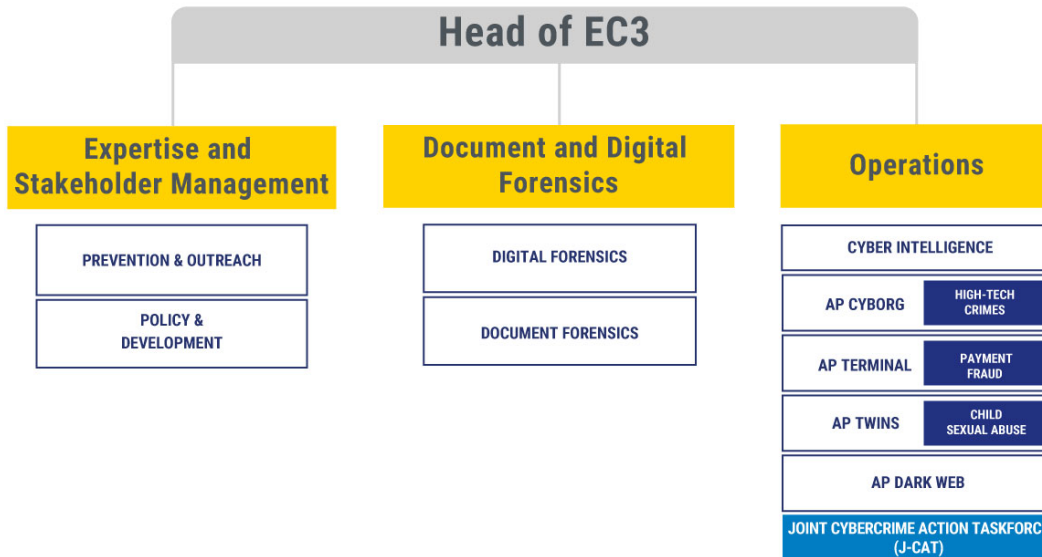 Head of EC3
Expertise and
Stakeholder Management
PREVENTION & OUTREACH
POLICY &
DEVELOPMENT
Document and Digital
Forensics
DIGITAL FORENSICS
DOCUMENT FORENSICS
Operations
CYBER INTELLIGENCE
AP CYBORG
HIGH-TECH
CRIMES
AP TERMINAL
PAYMENT
FRAUD
AP TWINS
CHILD
SEXUAL ABUSE
AP DARK WEB
JOINT CYBERCRIME ACTION TASKFORC
(J-CAT)